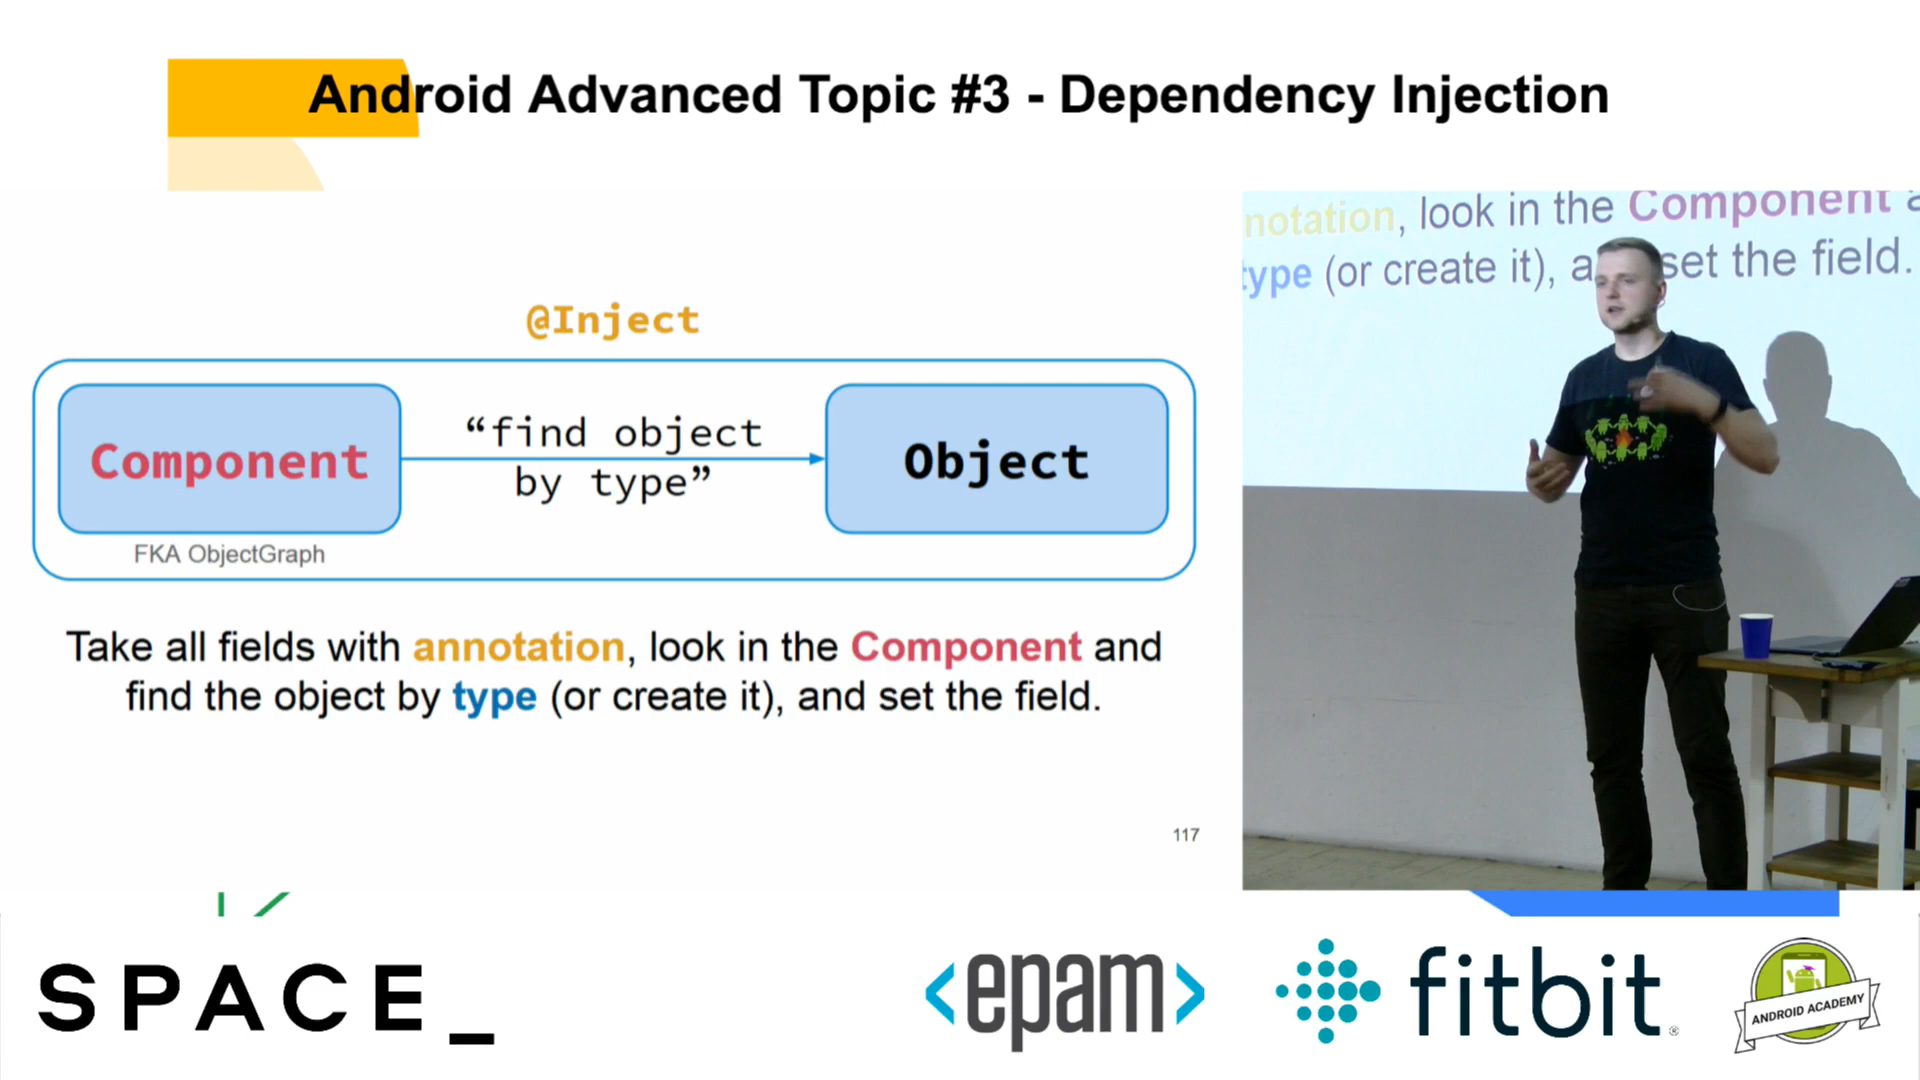 Android Advanced Topic #3 - Dependency Injection
@Inject
Component
“find object
by type”
Object
FKA ObjectGraph
Take all fields with annotation, look in the Component and
find the object by type (or create it), and set the field.
117
notation, look in the Component
type (or create it), a set the field.
SPACE_
<epam>
fitbit®
ANDROID ACADEMY